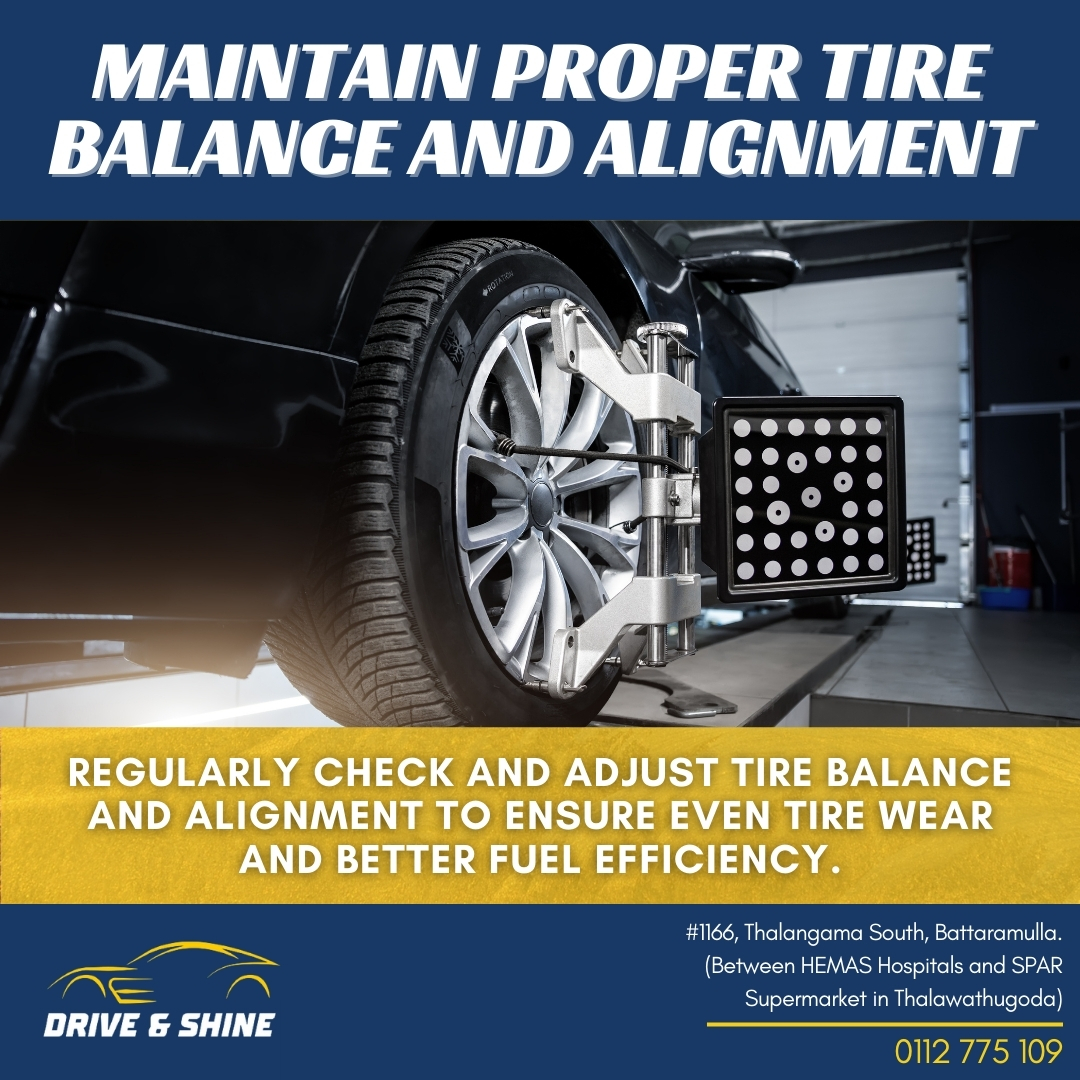 MAINTAIN PROPER TIRE
BALANCE AND ALIGNMENT
ROTATION
REGULARLY CHECK AND ADJUST TIRE BALANCE
AND ALIGNMENT TO ENSURE EVEN TIRE WEAR
AND BETTER FUEL EFFICIENCY.
DRIVE & SHINE
#1166, Thalangama South, Battaramulla.
(Between HEMAS Hospitals and SPAR
Supermarket in Thalawathugoda)
0112 775 109